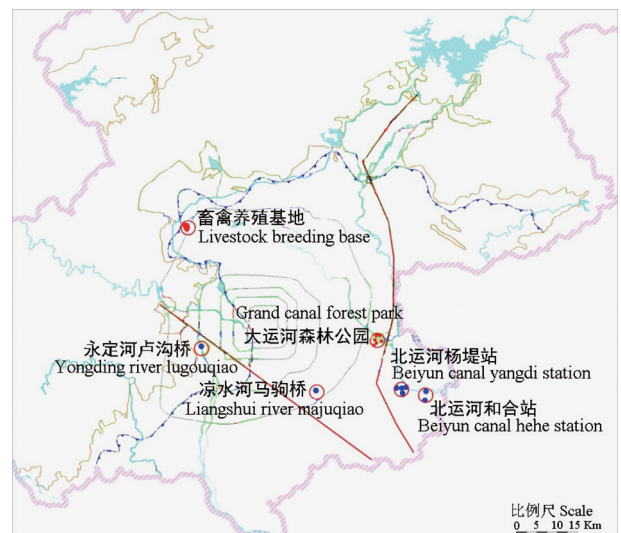 畜禽养殖基地
Livestock breeding base
Grand canal forest park
大运河森林公园
永定河卢沟桥
Yongding river lugouqiao
北运河杨堤站
Beiyun canal yangdi station
凉水河马驹桥
Liangshui river majuqiao
北运河和合站
Beiyun canal hehe station
比例尺 Scale
0 5 10 15 Km